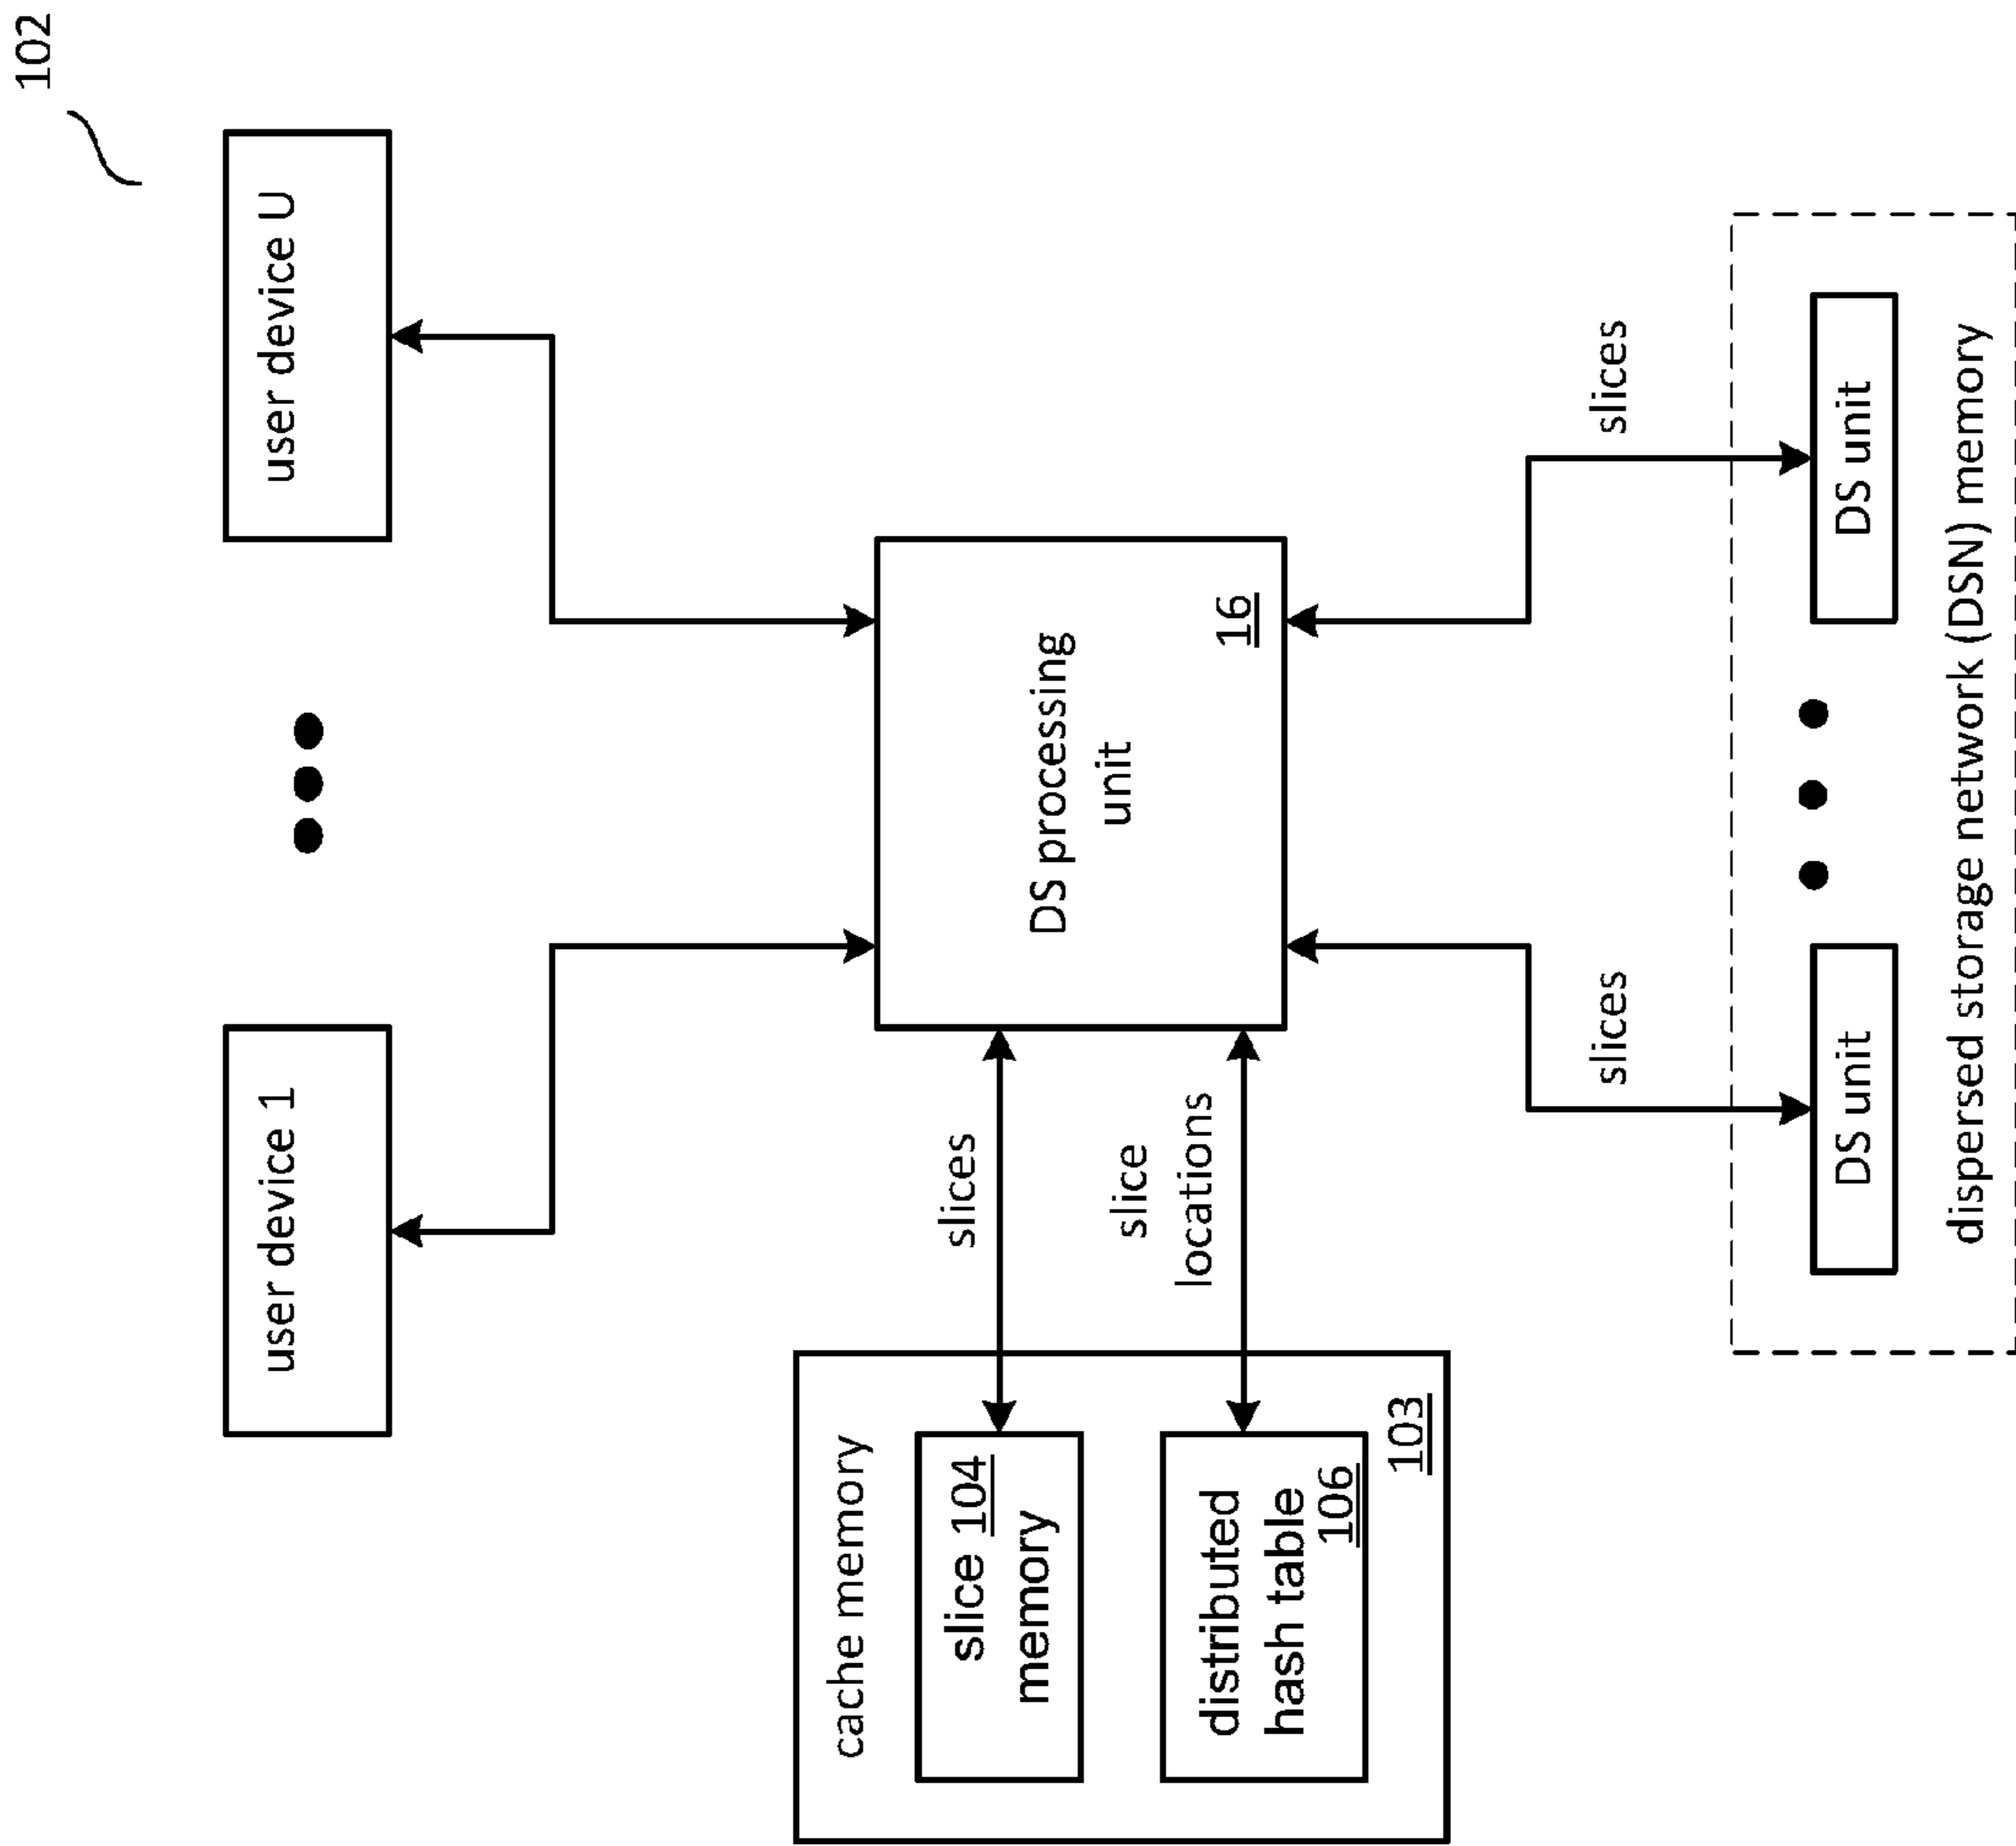 102
user device 1
user device U
cache memory
slice 104
memory
distributed
hash table
106
103
slices
slice
locations
DS processing
unit
16
slices
slices
DS unit
DS unit
dispersed storage network (DSN) memory